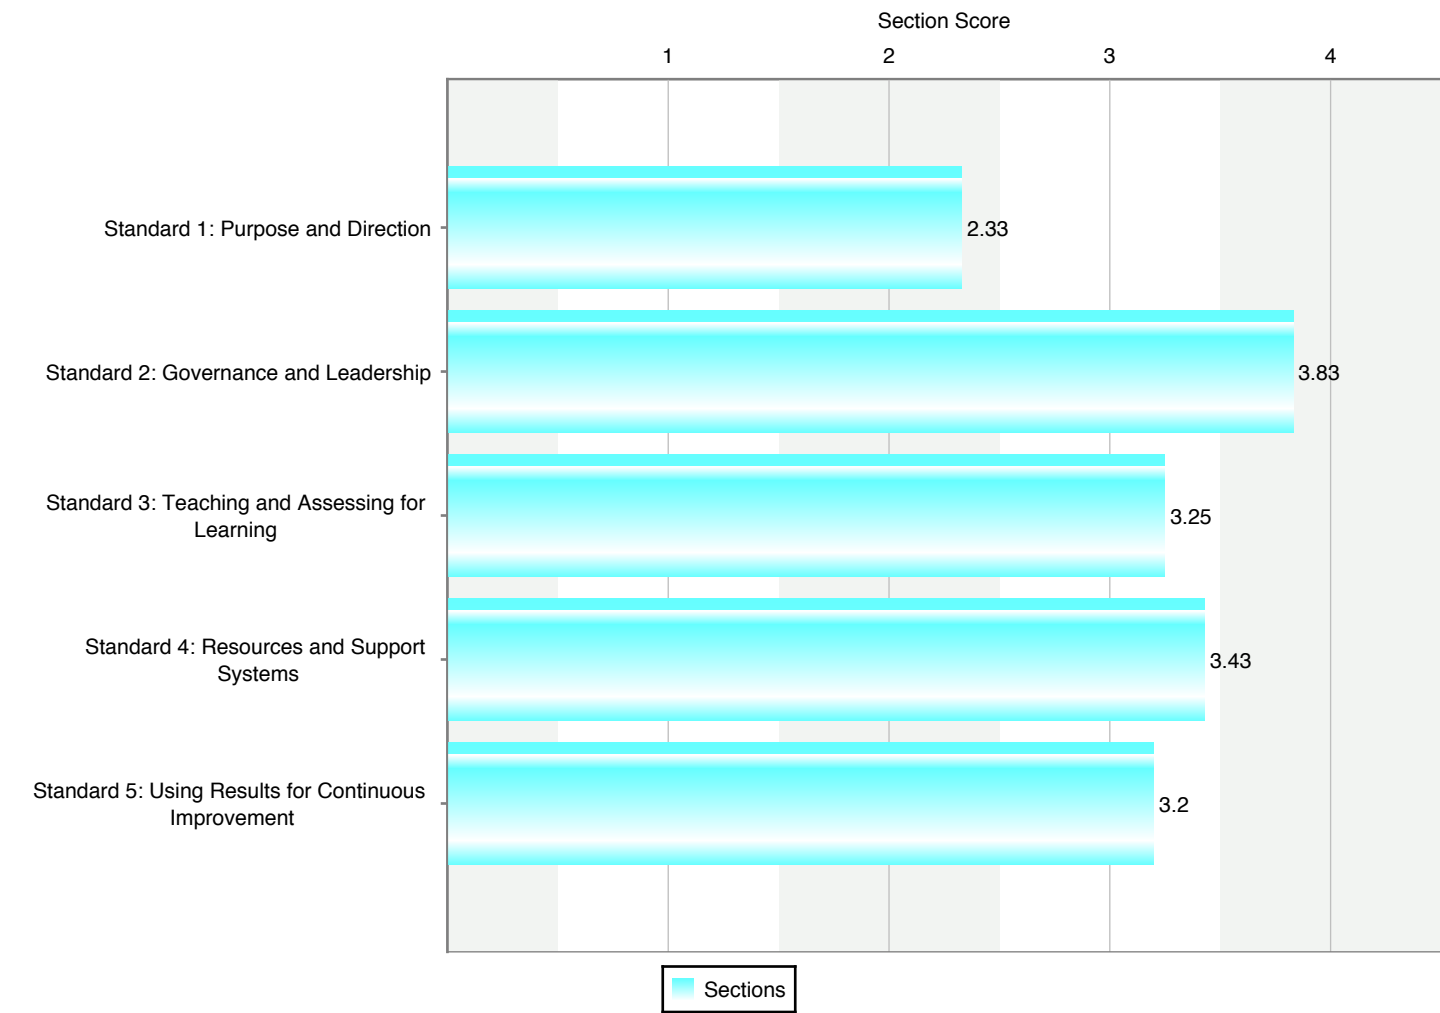 Section Score
1 2 3 4
Standard 1: Purpose and Direction
2.33
Standard 2: Governance and Leadership
3.83
Standard 3: Teaching and Assessing for
Learning
3.25
Standard 4: Resources and Support
Systems
3.43
Standard 5: Using Results for Continuous
Improvement
3.2
Sections